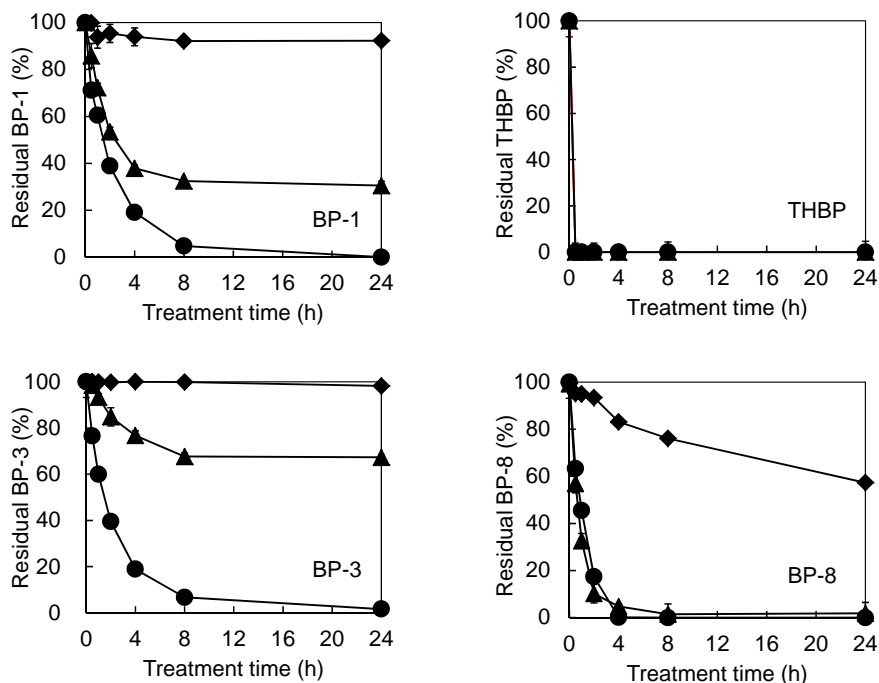 100
80
60
40
20
0
Residual BP-1 (%)
BP-1
0 4 8 12 16 20 24
Treatment time (h)
100
80
60
40
20
0
Residual THBP (%)
THBP
0 4 8 12 16 20 24
Treatment time (h)
100
80
60
40
20
0
Residual BP-3 (%)
BP-3
0 4 8 12 16 20 24
Treatment time (h)
100
80
60
40
20
0
Residual BP-8 (%)
BP-8
0 4 8 12 16 20 24
Treatment time (h)